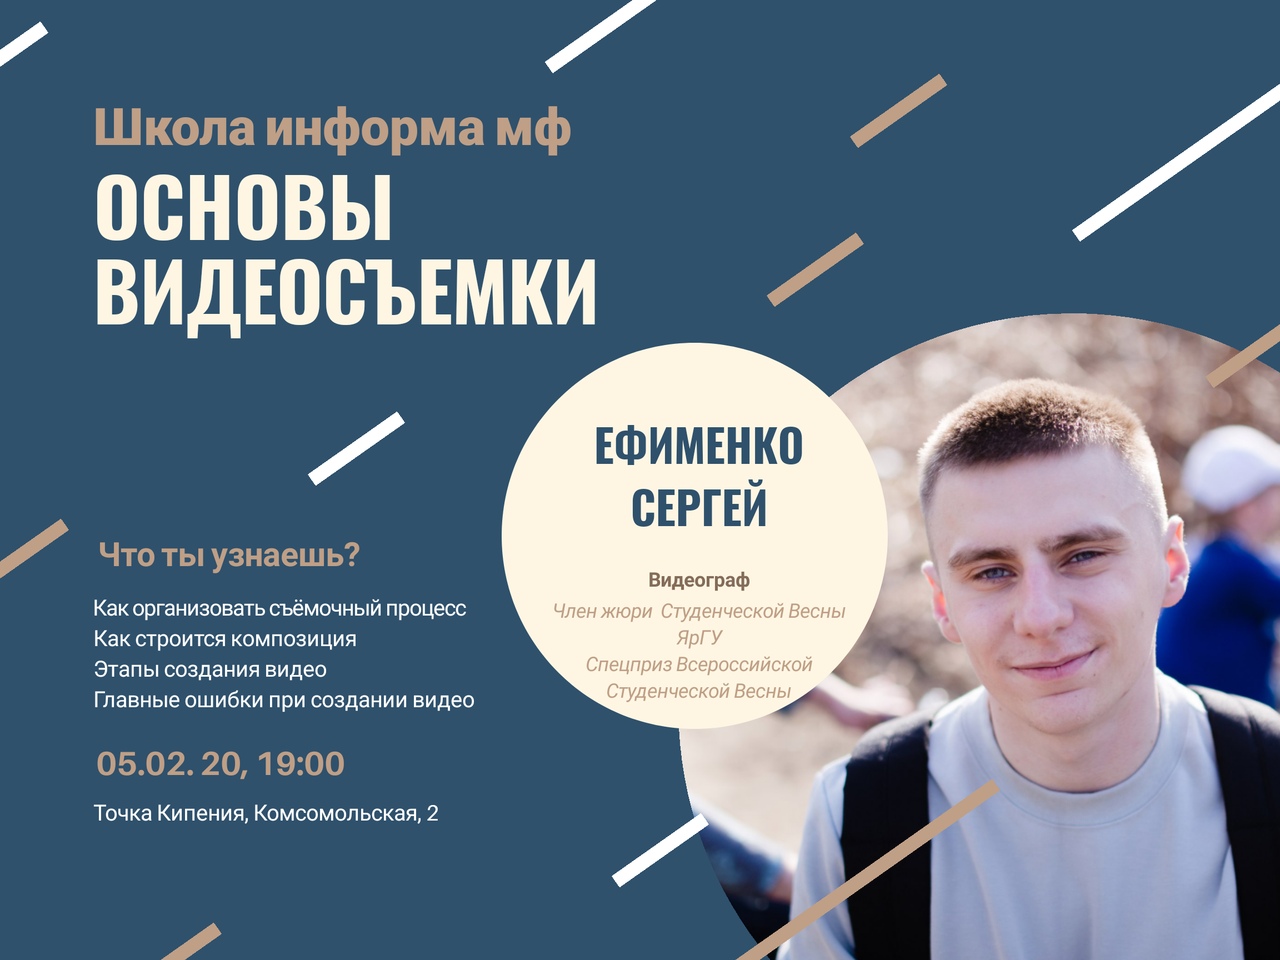 Школа информа мф
ОСНОВЫ
ВИДЕОСЪЕМКИ
ЕФИМЕНКО
СЕРГЕЙ
Видеограф
Член жюри Студенческой Весны
ЯрГУ
Спецприз Всероссийской
Студенческой Весны
Что ты узнаешь?
Как организовать съёмочный процесс
Как строится композиция
Этапы создания видео
Главные ошибки при создании видео
05.02. 20, 19:00
Точка Кипения, Комсомольская, 2